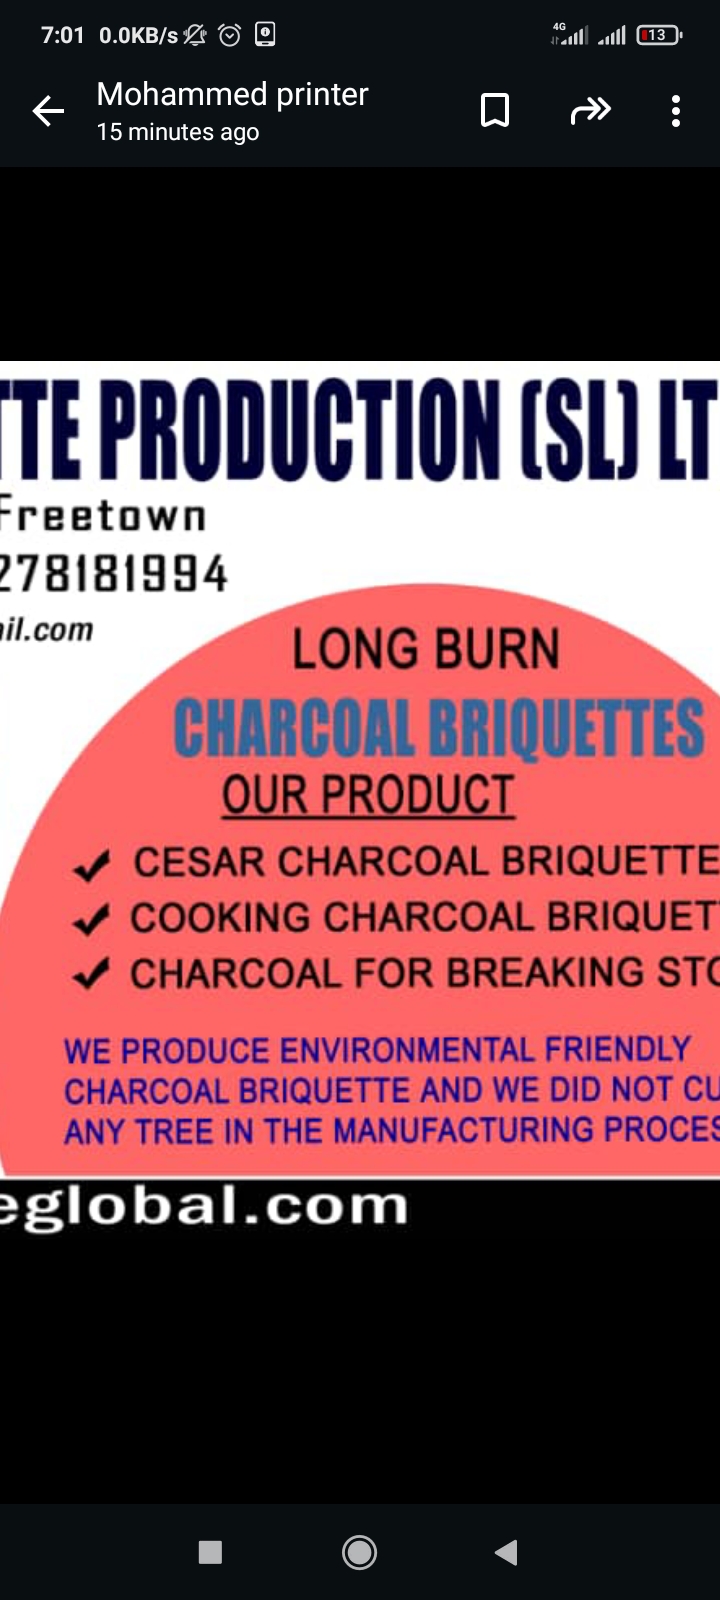 7:01 0.0KB/s 4G 13
Mohammed printer
15 minutes ago
TTE PRODUCTION (SL) LT
Freetown
278181994
ail.com
LONG BURN
CHARCOAL BRIQUETTES
OUR PRODUCT
✔ CESAR CHARCOAL BRIQUETTE
✔ COOKING CHARCOAL BRIQUET
✔ CHARCOAL FOR BREAKING STO
WE PRODUCE ENVIRONMENTAL FRIENDLY
CHARCOAL BRIQUETTE AND WE DID NOT CU
ANY TREE IN THE MANUFACTURING PROCES
eglobal.com